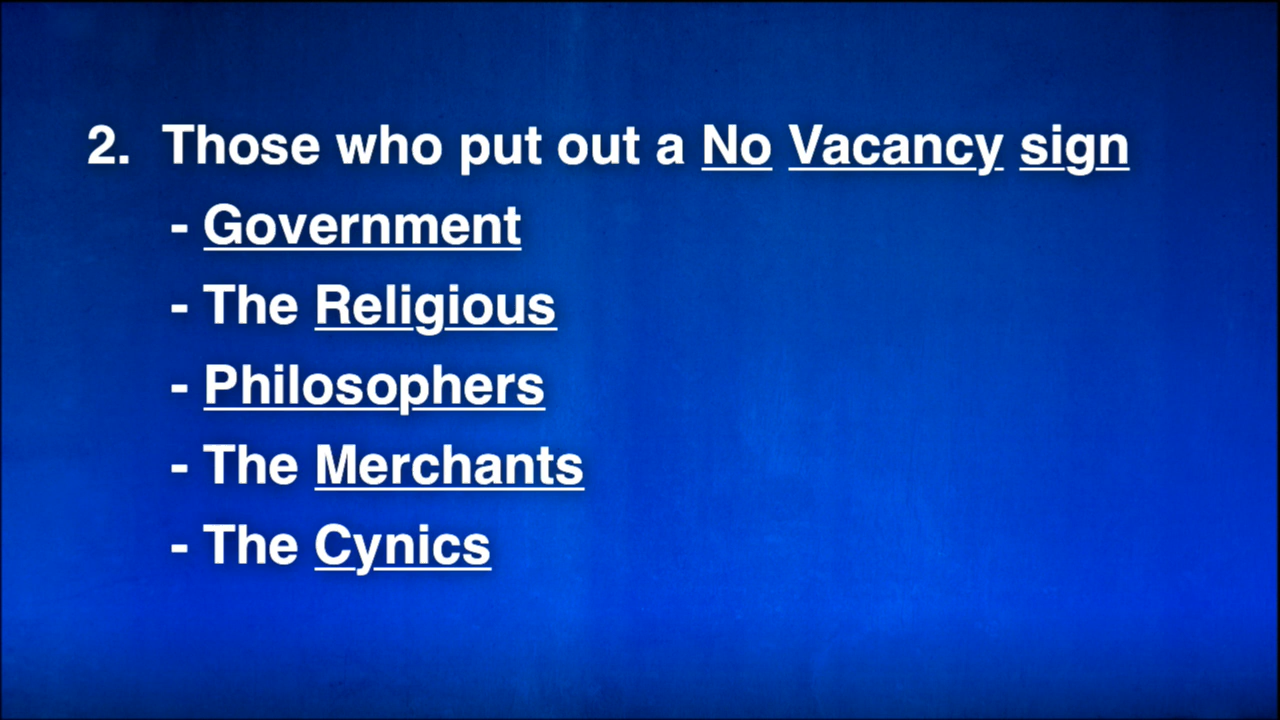 2. Those who put out a No Vacancy sign
- Government
- The Religious
- Philosophers
- The Merchants
- The Cynics